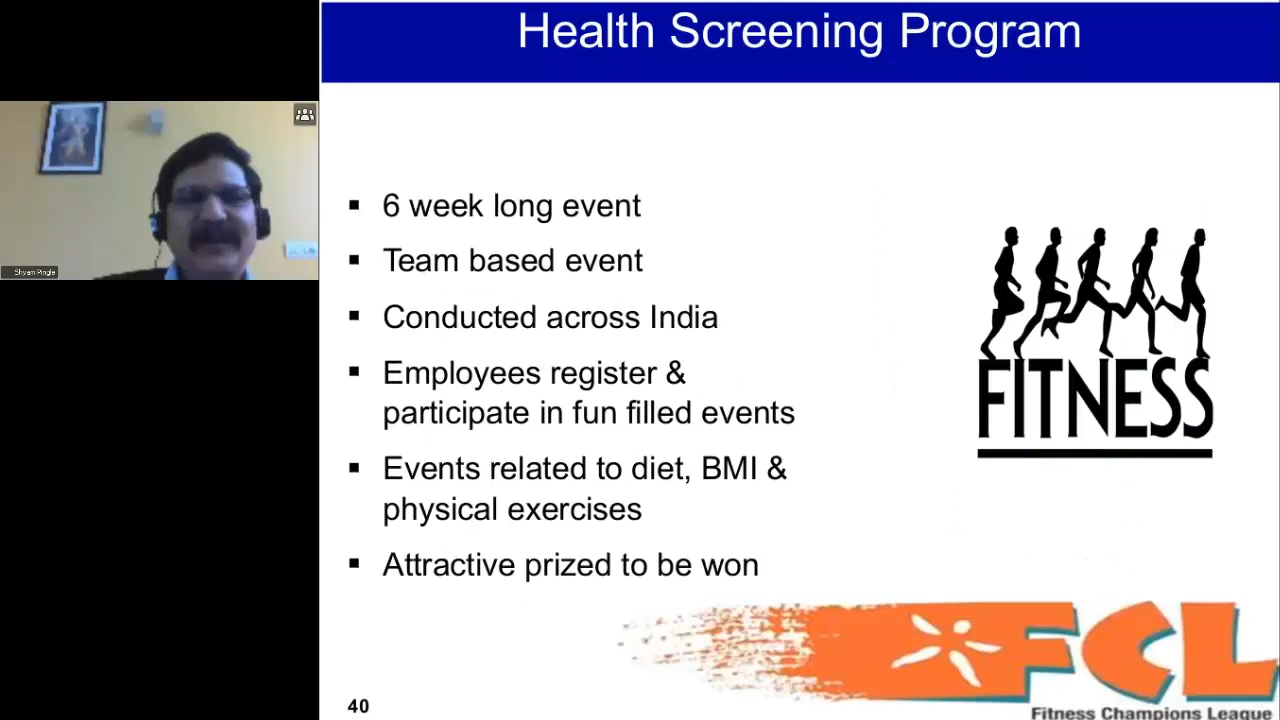 Health Screening Program
Shyam Pingle
▪ 6 week long event
▪ Team based event
▪ Conducted across India
▪ Employees register &
participate in fun filled events
▪ Events related to diet, BMI &
physical exercises
▪ Attractive prized to be won
FITNESS
FCL
Fitness Champions League
40